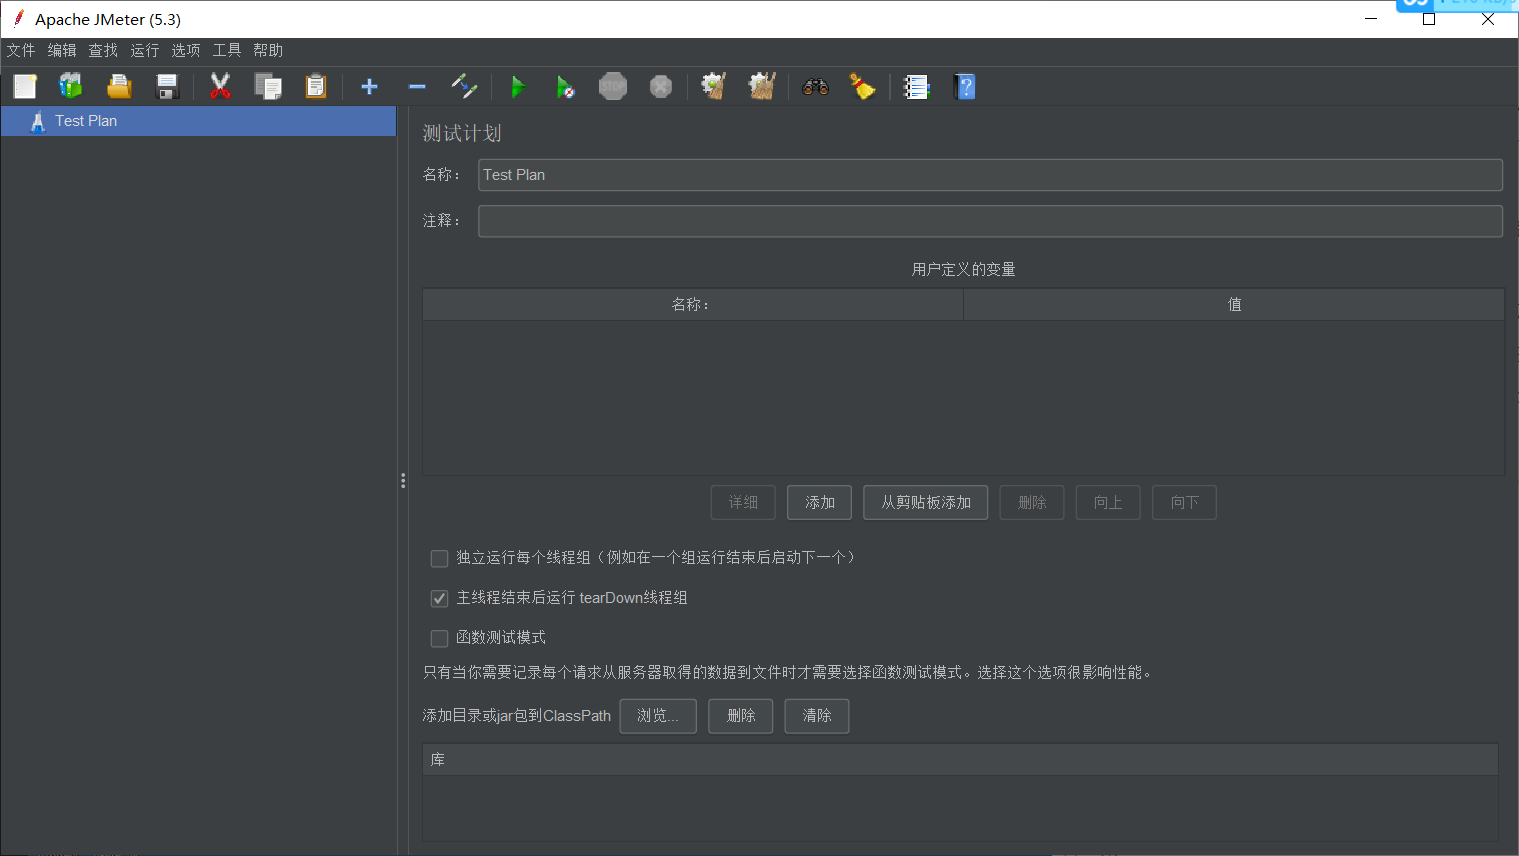 Apache JMeter (5.3)
文件 编辑 查找 运行 选项 工具 帮助
STOP
Test Plan
测试计划
名称： Test Plan
注释：
用户定义的变量
名称： 值
详细 添加 从剪贴板添加 删除 向上 向下
独立运行每个线程组（例如在一个组运行结束后启动下一个）
主线程结束后运行 tearDown线程组
函数测试模式
只有当你需要记录每个请求从服务器取得的数据到文件时才需要选择函数测试模式。选择这个选项很影响性能。
添加目录或jar包到ClassPath 浏览... 删除 清除
库